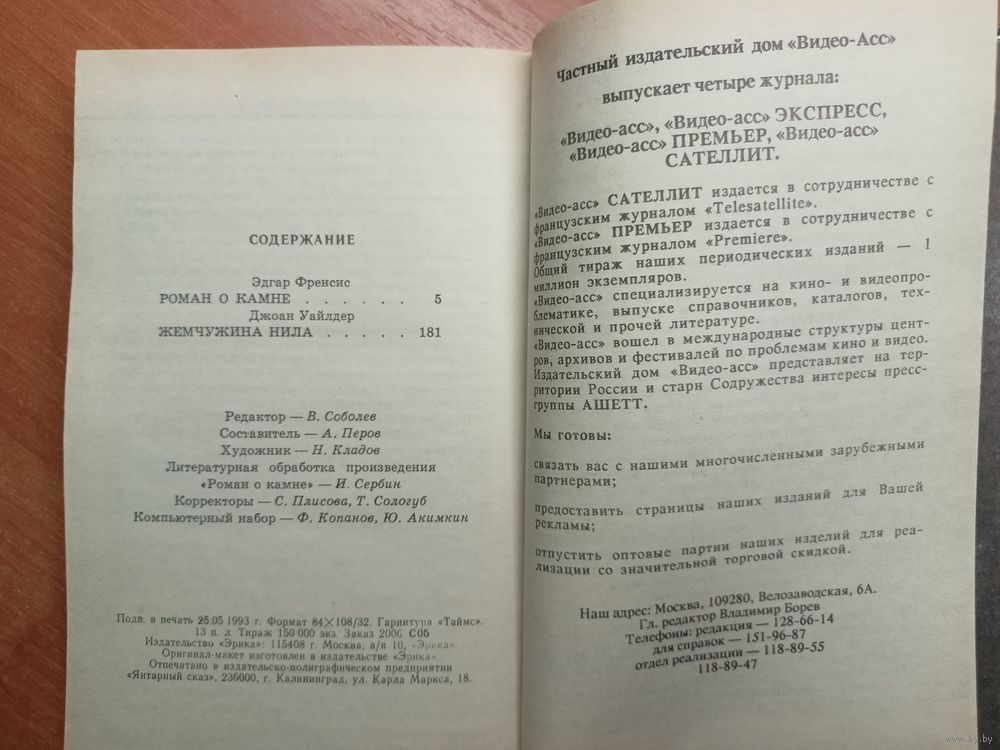 СОДЕРЖАНИЕ
Эдгар Френсис
РОМАН О КАМНЕ . . . . . . 5
Джоан Уайлдер
ЖЕМЧУЖИНА НИЛА . . . . . 181
Редактор — В. Соболев
Составитель — А. Перов
Художник — Н. Кладов
Литературная обработка произведения
«Роман о камне» — И. Сербин
Корректоры — С. Плисова, Т. Сологуб
Компьютерный набор — Ф. Копанов, Ю. Акимкин
Подп. в печать 25.05 1993 г. Формат 84×108/32. Гарнитура «Таймс».
13 п. л. Тираж 150 000 экз. Заказ 2006 С05
Издательство «Эрика»: 115408 г. Москва, а/я 10, «Эрика».
Оригинал-макет изготовлен в издательстве «Эрика».
Отпечатано в издательско-полиграфическом предприятии
«Янтарный сказ», 236000, г. Калининград, ул. Карла Маркса, 18.
Частный издательский дом «Видео-Асс»
выпускает четыре журнала:
«Видео-асс», «Видео-асс» ЭКСПРЕСС,
«Видео-асс» ПРЕМЬЕР, «Видео-асс»
САТЕЛЛИТ.
«Видео-асс» САТЕЛЛИТ издается в сотрудничестве с
французским журналом «Telesatellite».
«Видео-асс» ПРЕМЬЕР издается в сотрудничестве с
французским журналом «Premiere».
Общий тираж наших периодических изданий — 1
миллион экземпляров.
«Видео-асс» специализируется на кино- и видеопро-
блематике, выпуске справочников, каталогов, тех-
нической и прочей литературе.
«Видео-асс» вошел в международные структуры цент-
ров, архивов и фестивалей по проблемам кино и видео.
Издательский дом «Видео-асс» представляет на тер-
ритории России и старн Содружества интересы пресс-
группы АШЕТТ.
Мы готовы:
связать вас с нашими многочисленными зарубежными
партнерами;
предоставить страницы наших изданий для Вашей
рекламы;
отпустить оптовые партии наших изделий для реа-
лизации со значительной торговой скидкой.
Наш адрес: Москва, 109280, Велозаводская, 6А.
Гл. редактор Владимир Борев
Телефоны: редакция — 128-66-14
для справок — 151-96-87
отдел реализации — 118-89-55
118-89-47
www.ay.by